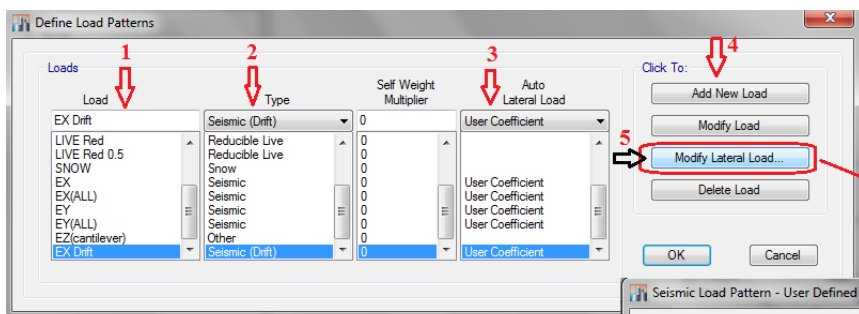 Define Load Patterns
1
2
3
4
Loads
Click To:
Load
Type
Self Weight
Multiplier
Auto
Lateral Load
Add New Load
EX Drift
Seismic (Drift)
0
User Coefficient
Modify Load
LIVE Red
Reducible Live
0
LIVE Red 0.5
Reducible Live
0
5
Modify Lateral Load...
SNOW
Snow
0
EX
Seismic
0
User Coefficient
EX(ALL)
Seismic
0
User Coefficient
Delete Load
EY
Seismic
0
User Coefficient
EY(ALL)
Seismic
0
User Coefficient
EZ(cantilever)
Other
0
EX Drift
Seismic (Drift)
0
User Coefficient
OK
Cancel
Seismic Load Pattern - User Defined